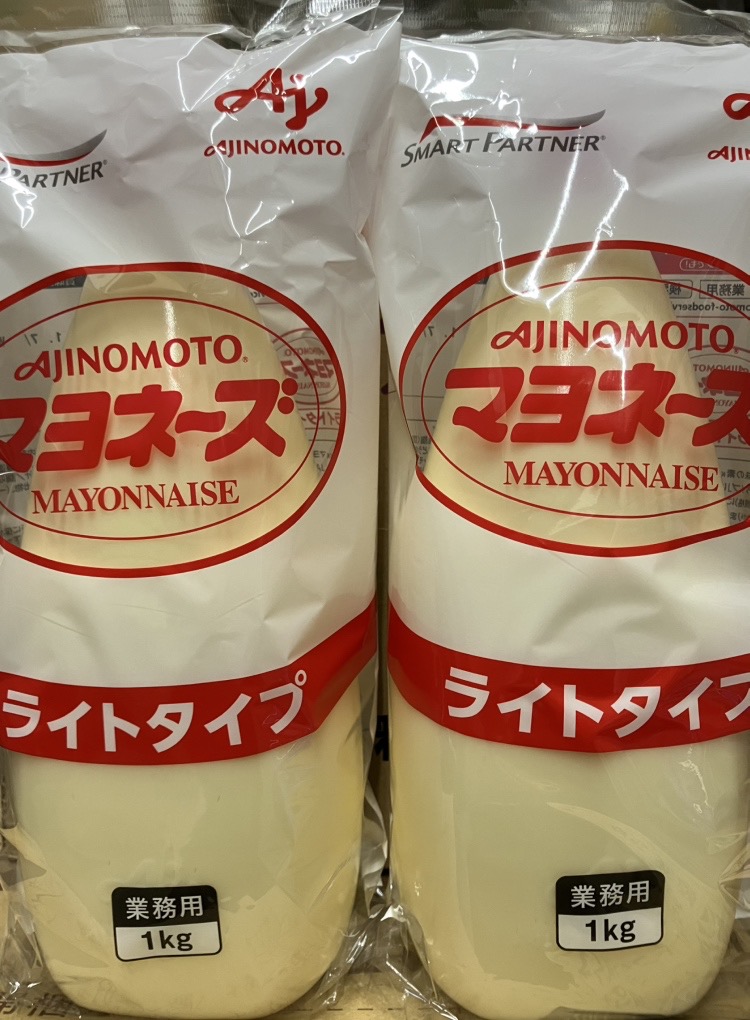 PARTNER®
AJINOMOTO®
AJINOMOTO®
マヨネーズ
MAYONNAISE
ライトタイプ
業務用
1kg
SMART PARTNER®
AJINOMOTO
マヨネーズ
MAYONNAISE
ライトタイプ
業務用
1kg